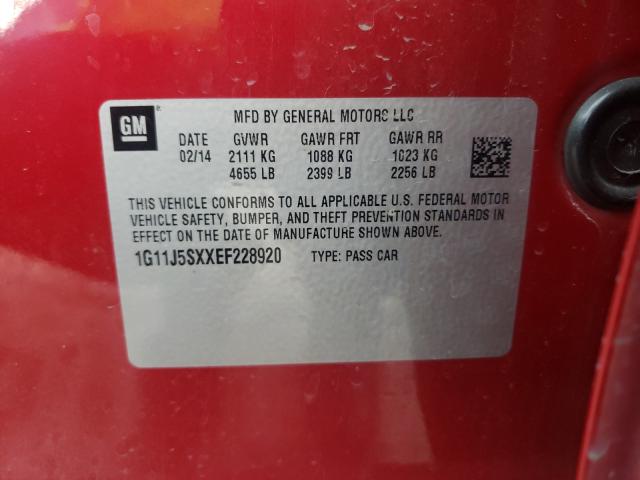 GM
MFD BY GENERAL MOTORS LLC
DATE GVWR GAWR FRT GAWR RR
02/14 2111 KG 1088 KG 1023 KG
4655 LB 2399 LB 2256 LB
THIS VEHICLE CONFORMS TO ALL APPLICABLE U.S. FEDERAL MOTOR
VEHICLE SAFETY, BUMPER, AND THEFT PREVENTION STANDARDS IN
EFFECT ON THE DATE OF MANUFACTURE SHOWN ABOVE.
1G11J5SXXEF228920 TYPE: PASS CAR